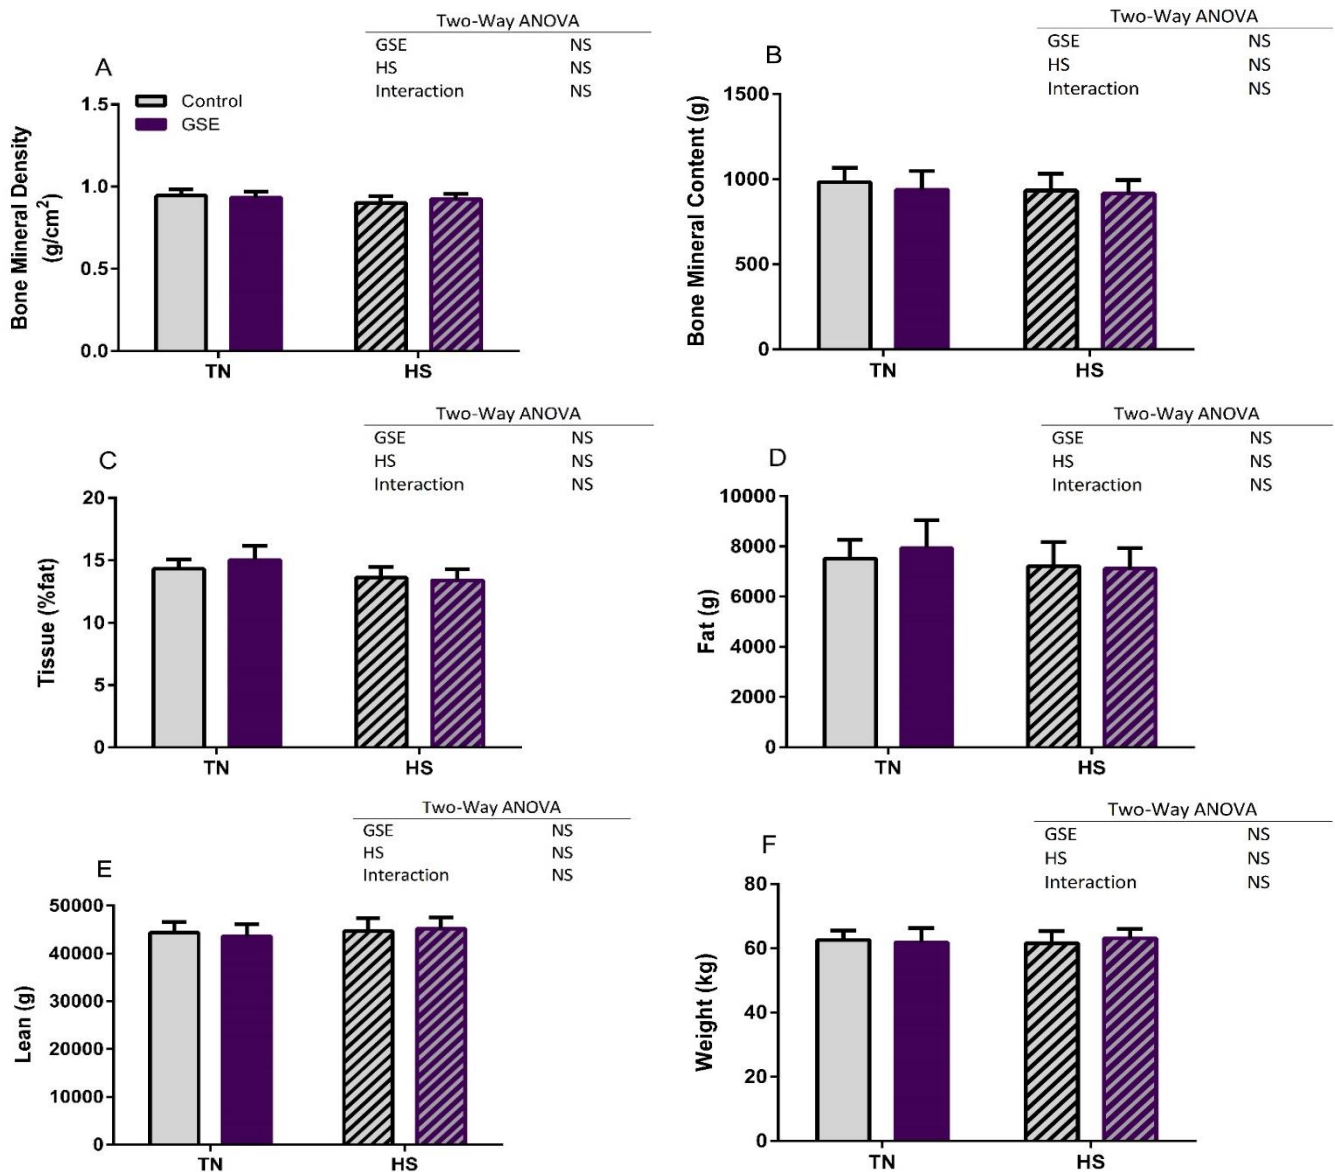 Two-Way ANOVA
GSE NS
HS NS
Interaction NS
A
Control
GSE
Bone Mineral Density
(g/cm²)
1.5
1.0
0.5
0.0
TN HS
Two-Way ANOVA
GSE NS
HS NS
Interaction NS
B
Bone Mineral Content (g)
1500
1000
500
0
TN HS
Two-Way ANOVA
GSE NS
HS NS
Interaction NS
C
Tissue (%fat)
20
15
10
5
0
TN HS
Two-Way ANOVA
GSE NS
HS NS
Interaction NS
D
Fat (g)
10000
8000
6000
4000
2000
0
TN HS
Two-Way ANOVA
GSE NS
HS NS
Interaction NS
E
Lean (g)
50000
40000
30000
20000
10000
0
TN HS
Two-Way ANOVA
GSE NS
HS NS
Interaction NS
F
Weight (kg)
80
60
40
20
0
TN HS